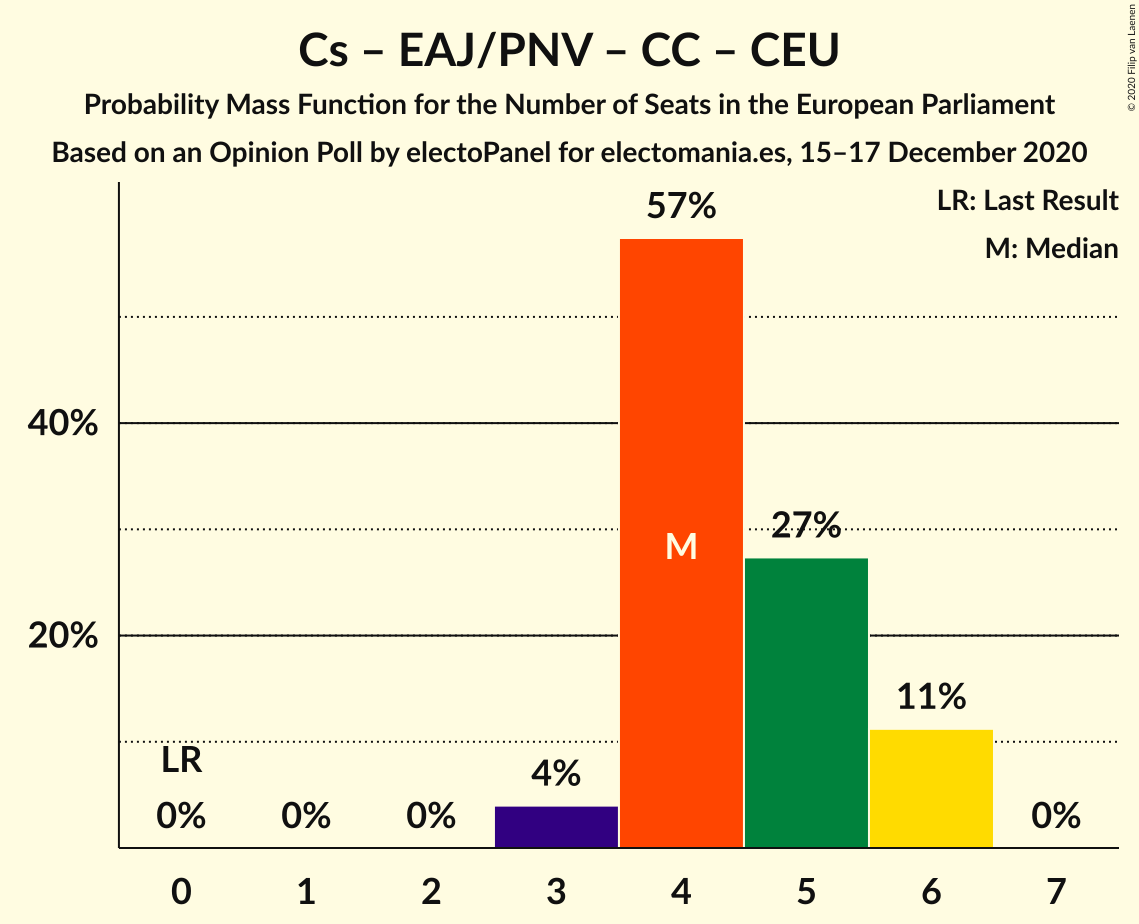 Cs – EAJ/PNV – CC – CEU
Probability Mass Function for the Number of Seats in the European Parliament
Based on an Opinion Poll by electoPanel for electomania.es, 15–17 December 2020
© 2020 Filip van Laenen
LR: Last Result
M: Median
57%
40%
27%
M
20%
11%
LR
4%
0% 0% 0% 0%
0 1 2 3 4 5 6 7